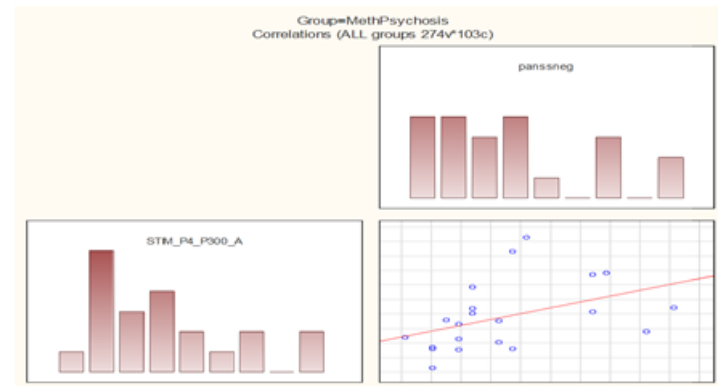 Group=MethPsychosis
Correlations (ALL groups 274v*103c)
panssneg
STIM_P4_P300_A